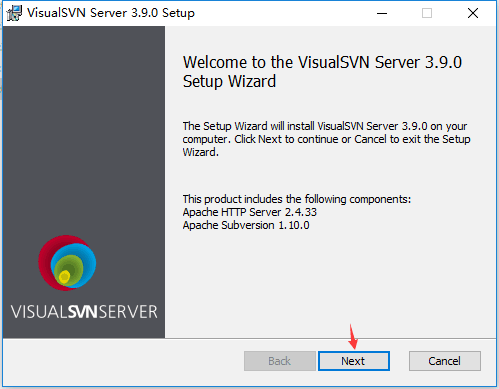 VisualSVN Server 3.9.0 Setup
Welcome to the VisualSVN Server 3.9.0
Setup Wizard
The Setup Wizard will install VisualSVN Server 3.9.0 on your
computer. Click Next to continue or Cancel to exit the Setup
Wizard.
This product includes the following components:
Apache HTTP Server 2.4.33
Apache Subversion 1.10.0
VISUALSVNSERVER
Back
Next
Cancel